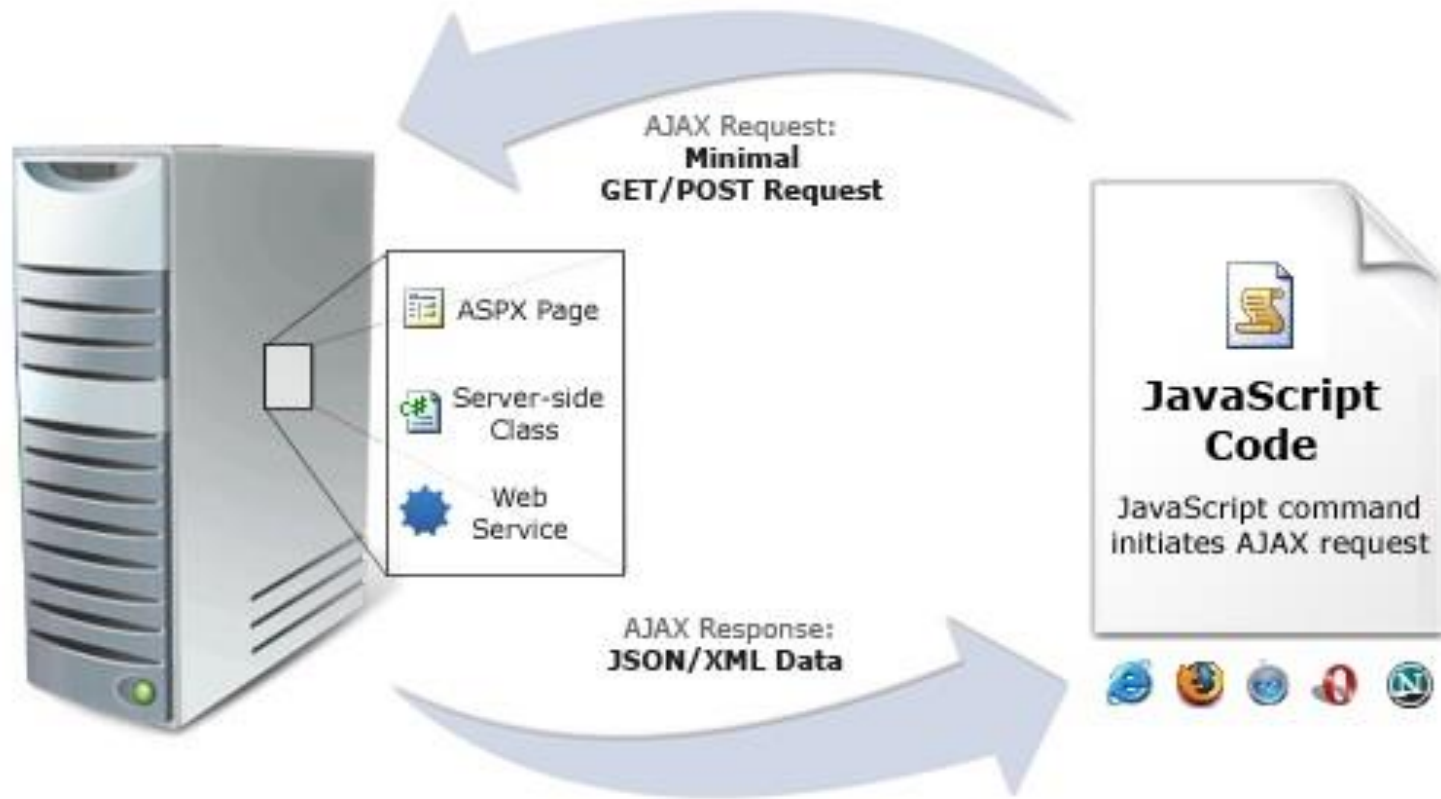 AJAX Request:
Minimal
GET/POST Request
ASPX Page
C#
Server-side
Class
Web
Service
JavaScript
Code
JavaScript command
initiates AJAX request
AJAX Response:
JSON/XML Data
N